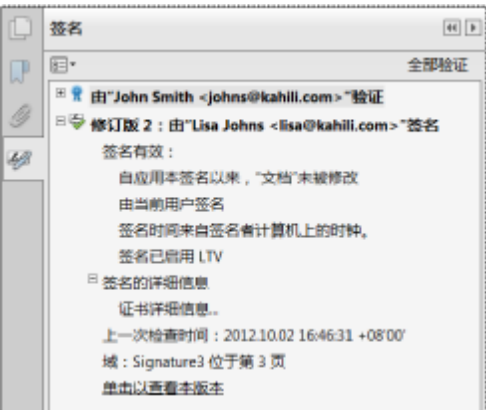 签名
全部验证
由"John Smith <johns@kahili.com>"验证
修订版 2：由"Lisa Johns <lisa@kahili.com>"签名
签名有效：
自应用本签名以来，"文档"未被修改
由当前用户签名
签名时间来自签名者计算机上的时钟。
签名已启用 LTV
签名的详细信息
证书详细信息...
上一次检查时间：2012.10.02 16:46:31 +08'00'
域：Signature3 位于第 3 页
单击以查看本版本